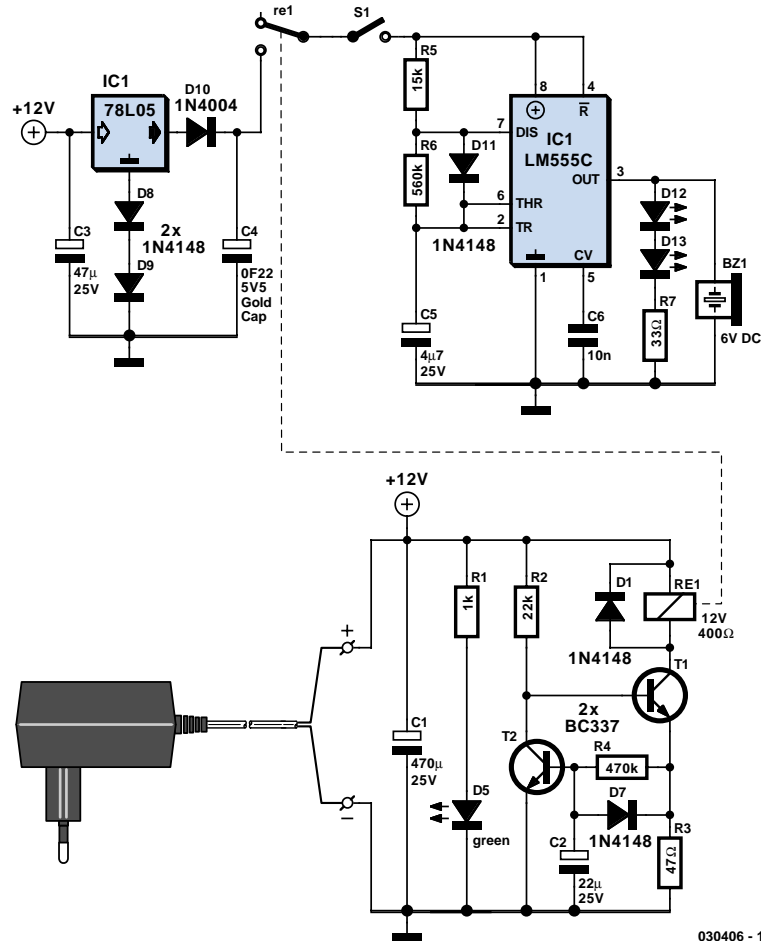 re1
S1
IC1
78L05
+12V
D10
1N4004
D8
2x
1N4148
D9
C3
47µ
25V
C4
0F22
5V5
Gold
Cap
R5
15k
R6
560k
D11
1N4148
C5
4µ7
25V
8
4
R
7
DIS
IC1
LM555C
3
OUT
6
THR
2
TR
CV
1
5
C6
10n
D12
D13
R7
33Ω
BZ1
6V DC
+12V
+
–
C1
470µ
25V
R1
1k
D5
green
R2
22k
D1
1N4148
RE1
12V
400Ω
T1
2x
BC337
T2
R4
470k
D7
1N4148
C2
22µ
25V
R3
47Ω
030406 - 1